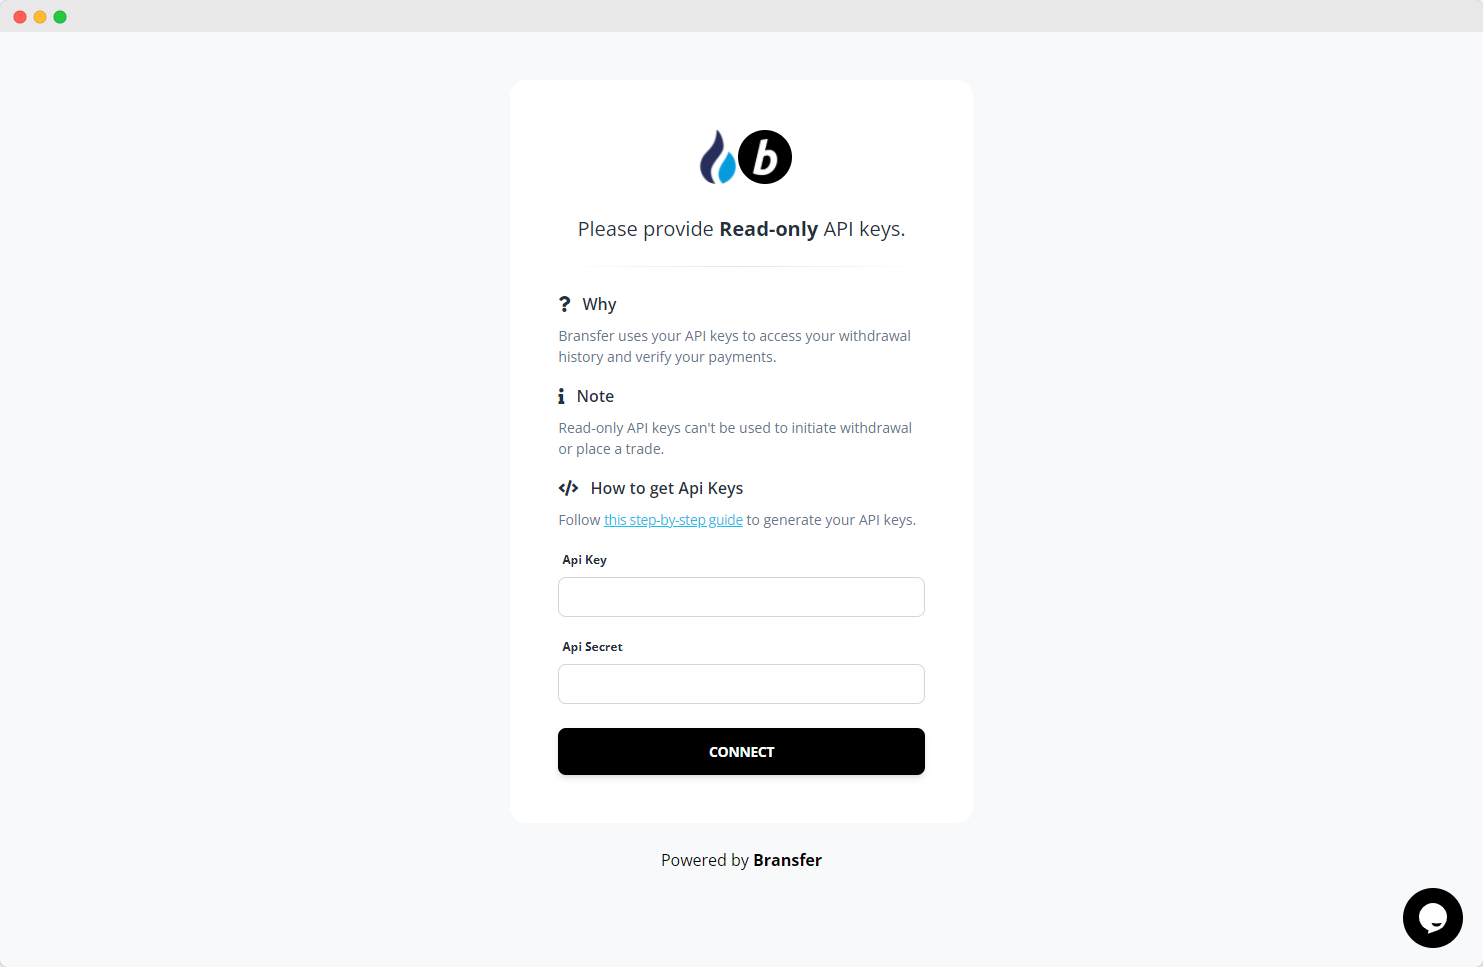 b
Please provide Read-only API keys.
Why
Bransfer uses your API keys to access your withdrawal
history and verify your payments.
Note
Read-only API keys can't be used to initiate withdrawal
or place a trade.
How to get Api Keys
Follow this step-by-step guide to generate your API keys.
Api Key
Api Secret
CONNECT
Powered by Bransfer